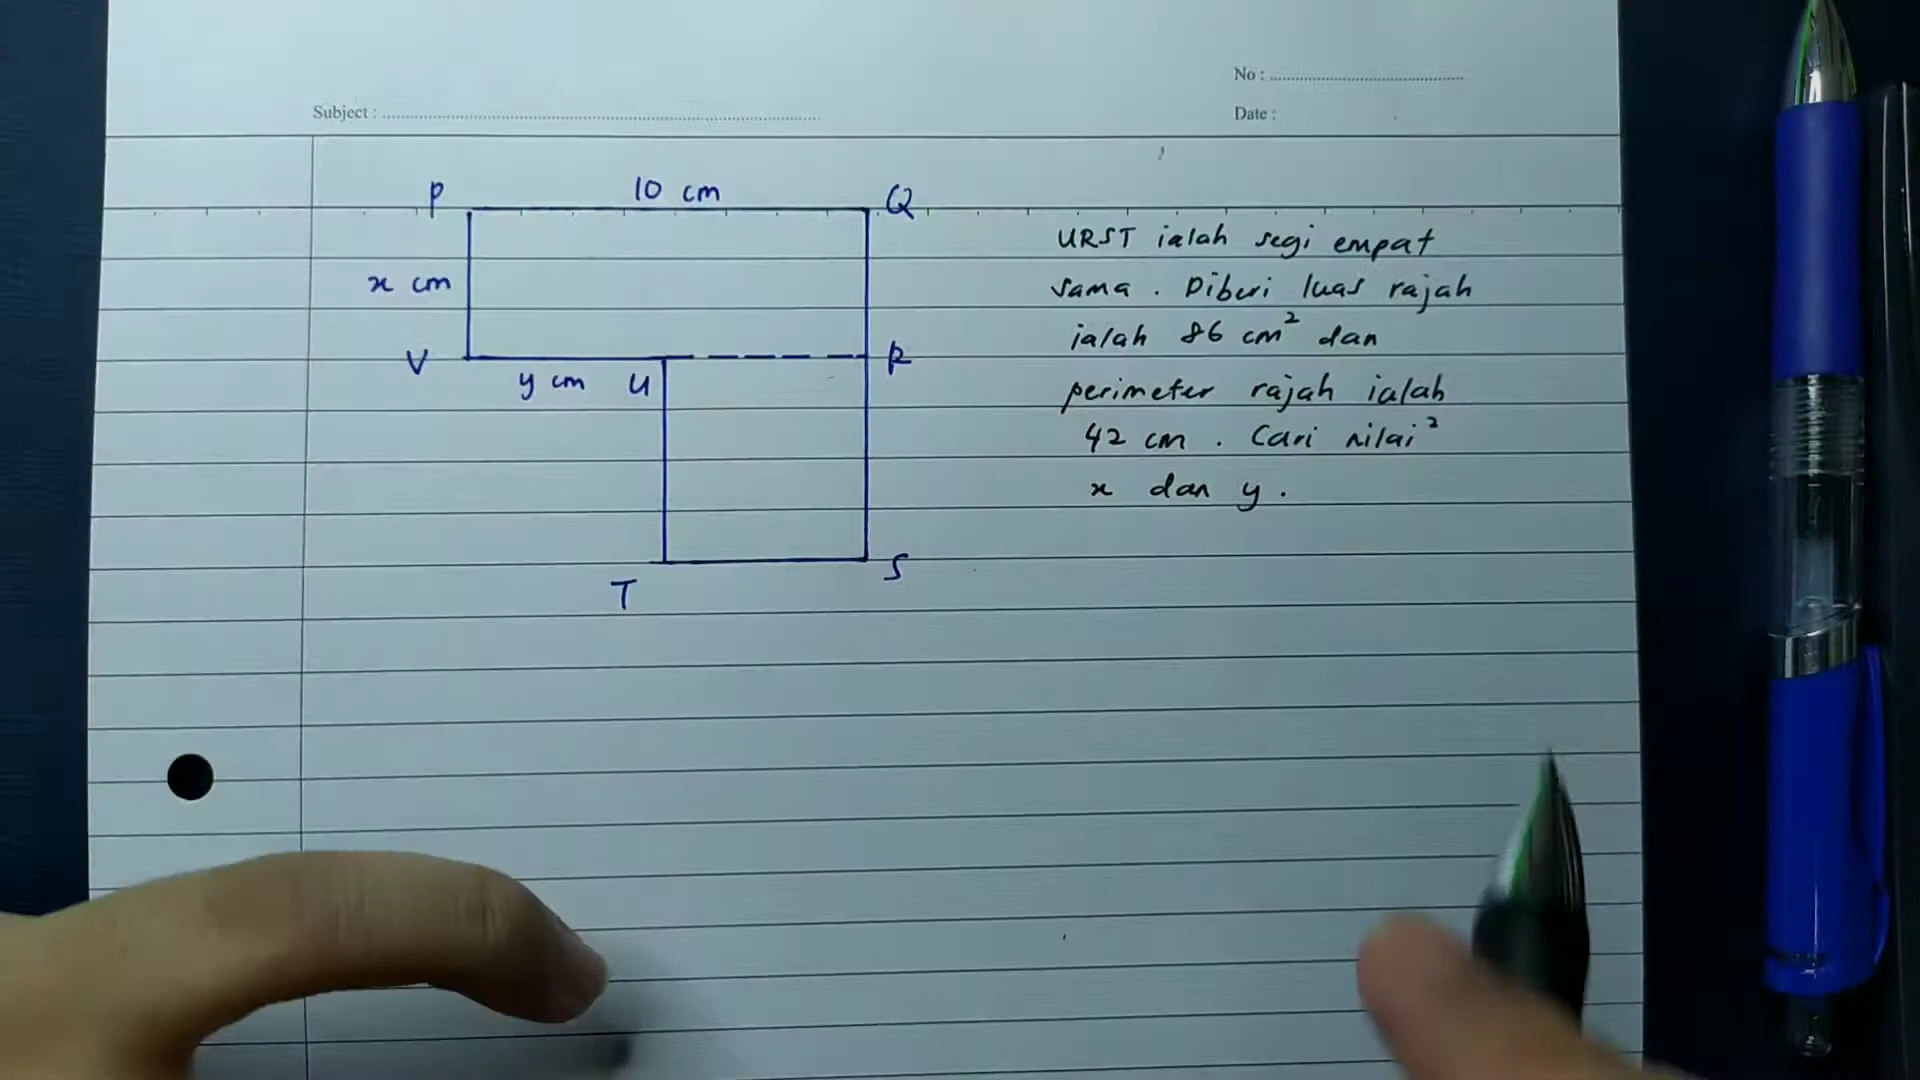 No : ..........................................
Subject : ..........................................
Date :
P 10 cm Q
x cm
V y cm U R
T S
URST ialah segi empat
sama . Diberi luas rajah
ialah 86 cm² dan
perimeter rajah ialah
42 cm . Cari nilai²
x dan y .